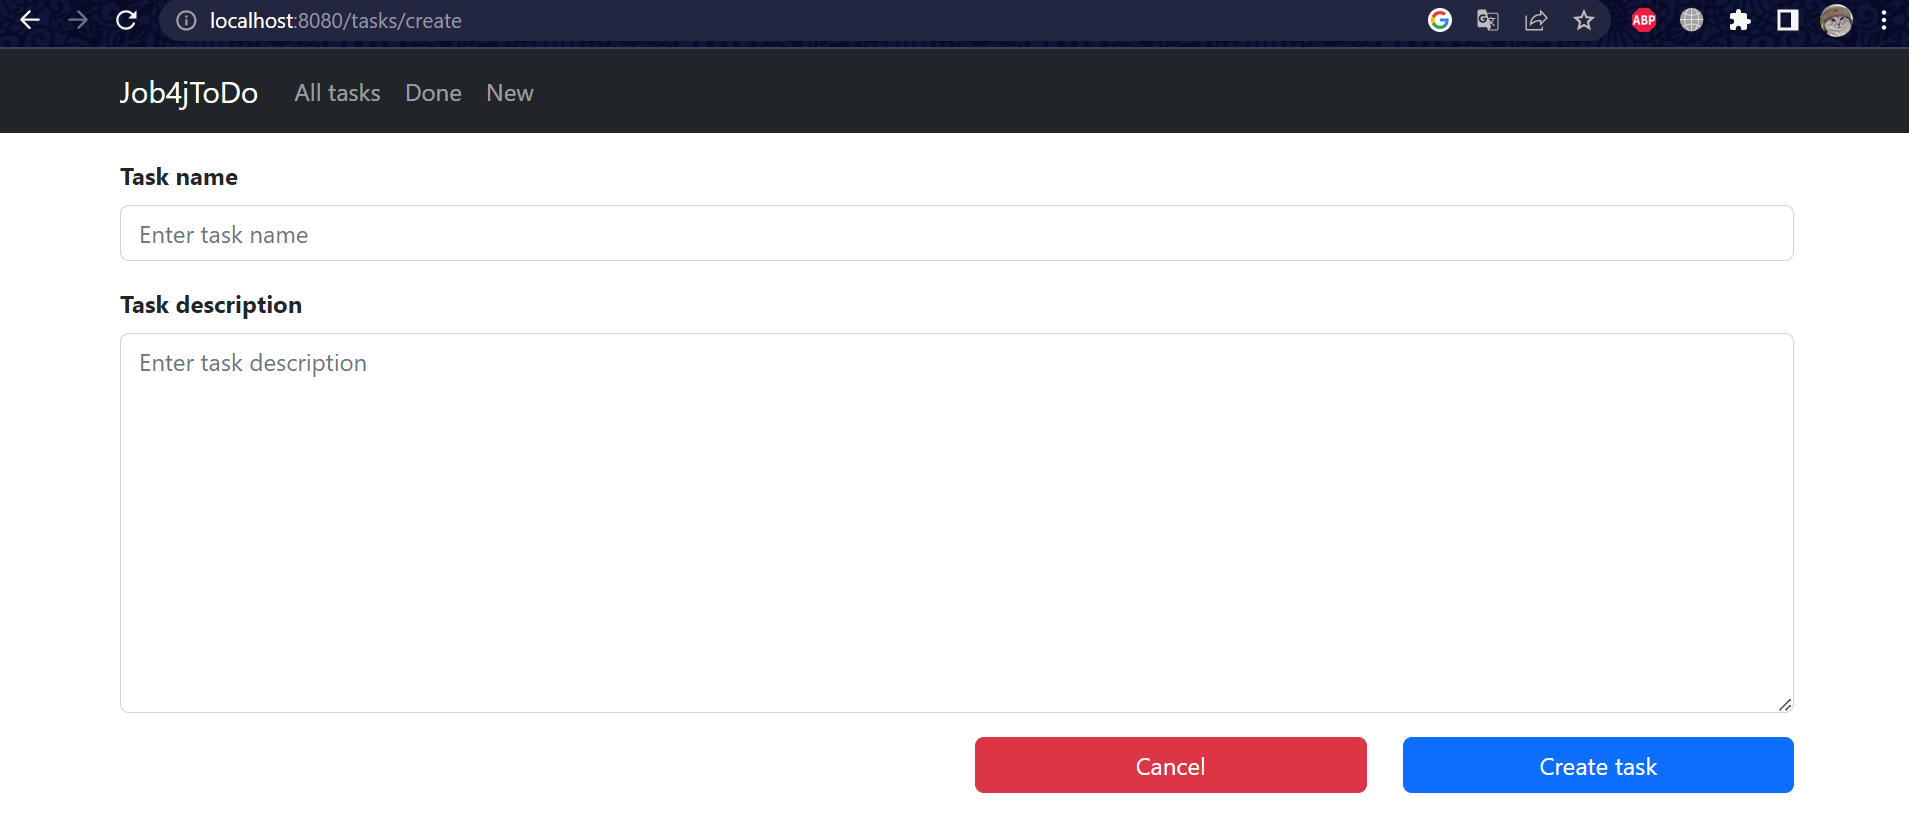 localhost:8080/tasks/create
ABP
Job4jToDo All tasks Done New
Task name
Enter task name
Task description
Enter task description
Cancel Create task